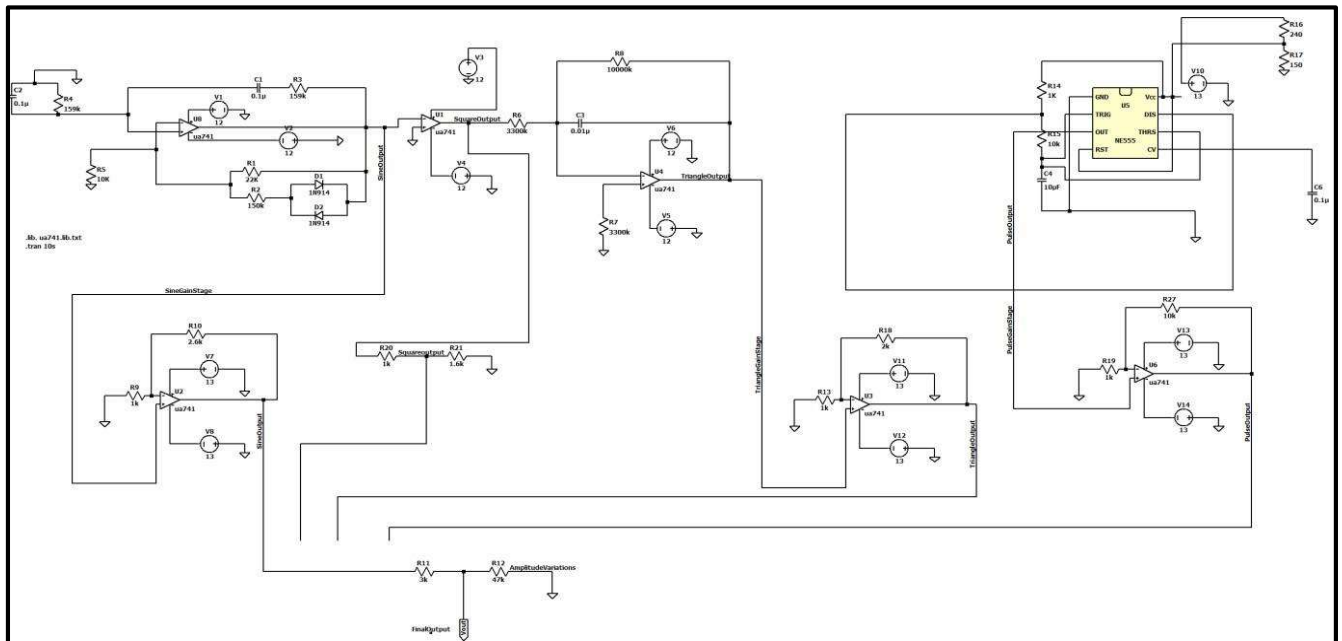 C2
0.1µ
R4
159k
C1
0.1µ
R3
159k
V1
12
U8
ua741
V2
12
R5
10K
R1
22K
R2
150k
D1
1N914
D2
1N914
.lib. ua741.lib.txt
.tran 10s
SineOutput
V3
12
U1
ua741
SquareOutput
V4
12
R6
3300k
R8
10000k
C3
0.01µ
V6
12
U4
ua741
TriangleOutput
R7
3300k
V5
12
R14
1K
R15
10k
C4
10µF
GND
TRIG
OUT
RST
U5
NE555
Vcc
DIS
THRS
CV
V10
13
R16
240
R17
150
C6
0.1µ
PulseOutput
SineGainStage
R10
2.6k
V7
13
R9
1k
U2
ua741
V8
13
SineOutput
R20
1k
Squareoutput
R21
1.6k
TriangleGainStage
R18
2k
V11
13
R13
1k
U3
ua741
V12
13
TriangleOutput
PulseGainStage
R27
10k
V13
13
R19
1k
U6
ua741
V14
13
PulseOutput
R11
3k
R12
47k
AmplitudeVariations
FinalOutput
Vout